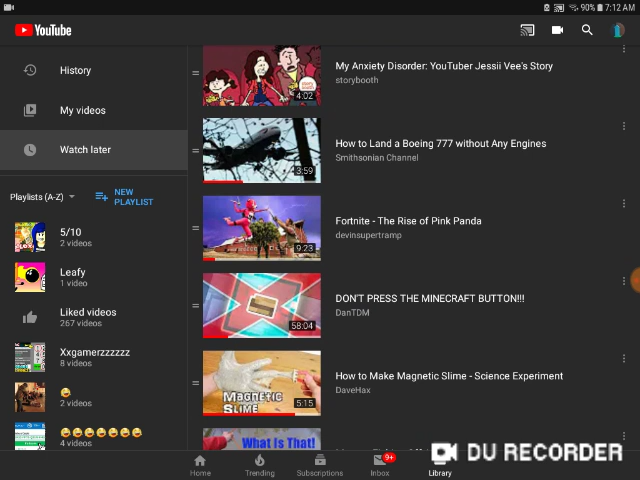 90% 7:12 AM
YouTube
History
My videos
Watch later
Playlists (A-Z)
NEW
PLAYLIST
5/10
2 videos
Leafy
1 video
Liked videos
267 videos
Xxgamerzzzzzz
8 videos
2 videos
4 videos
4:02
My Anxiety Disorder: YouTuber Jessii Vee's Story
storybooth
3:59
How to Land a Boeing 777 without Any Engines
Smithsonian Channel
9:23
Fortnite - The Rise of Pink Panda
devinsupertramp
58:04
DON'T PRESS THE MINECRAFT BUTTON!!!
DanTDM
MAGNETIC
SLIME
5:15
How to Make Magnetic Slime - Science Experiment
DaveHax
What Is That!
DU RECORDER
Home
Trending
Subscriptions
9+
Inbox
Library